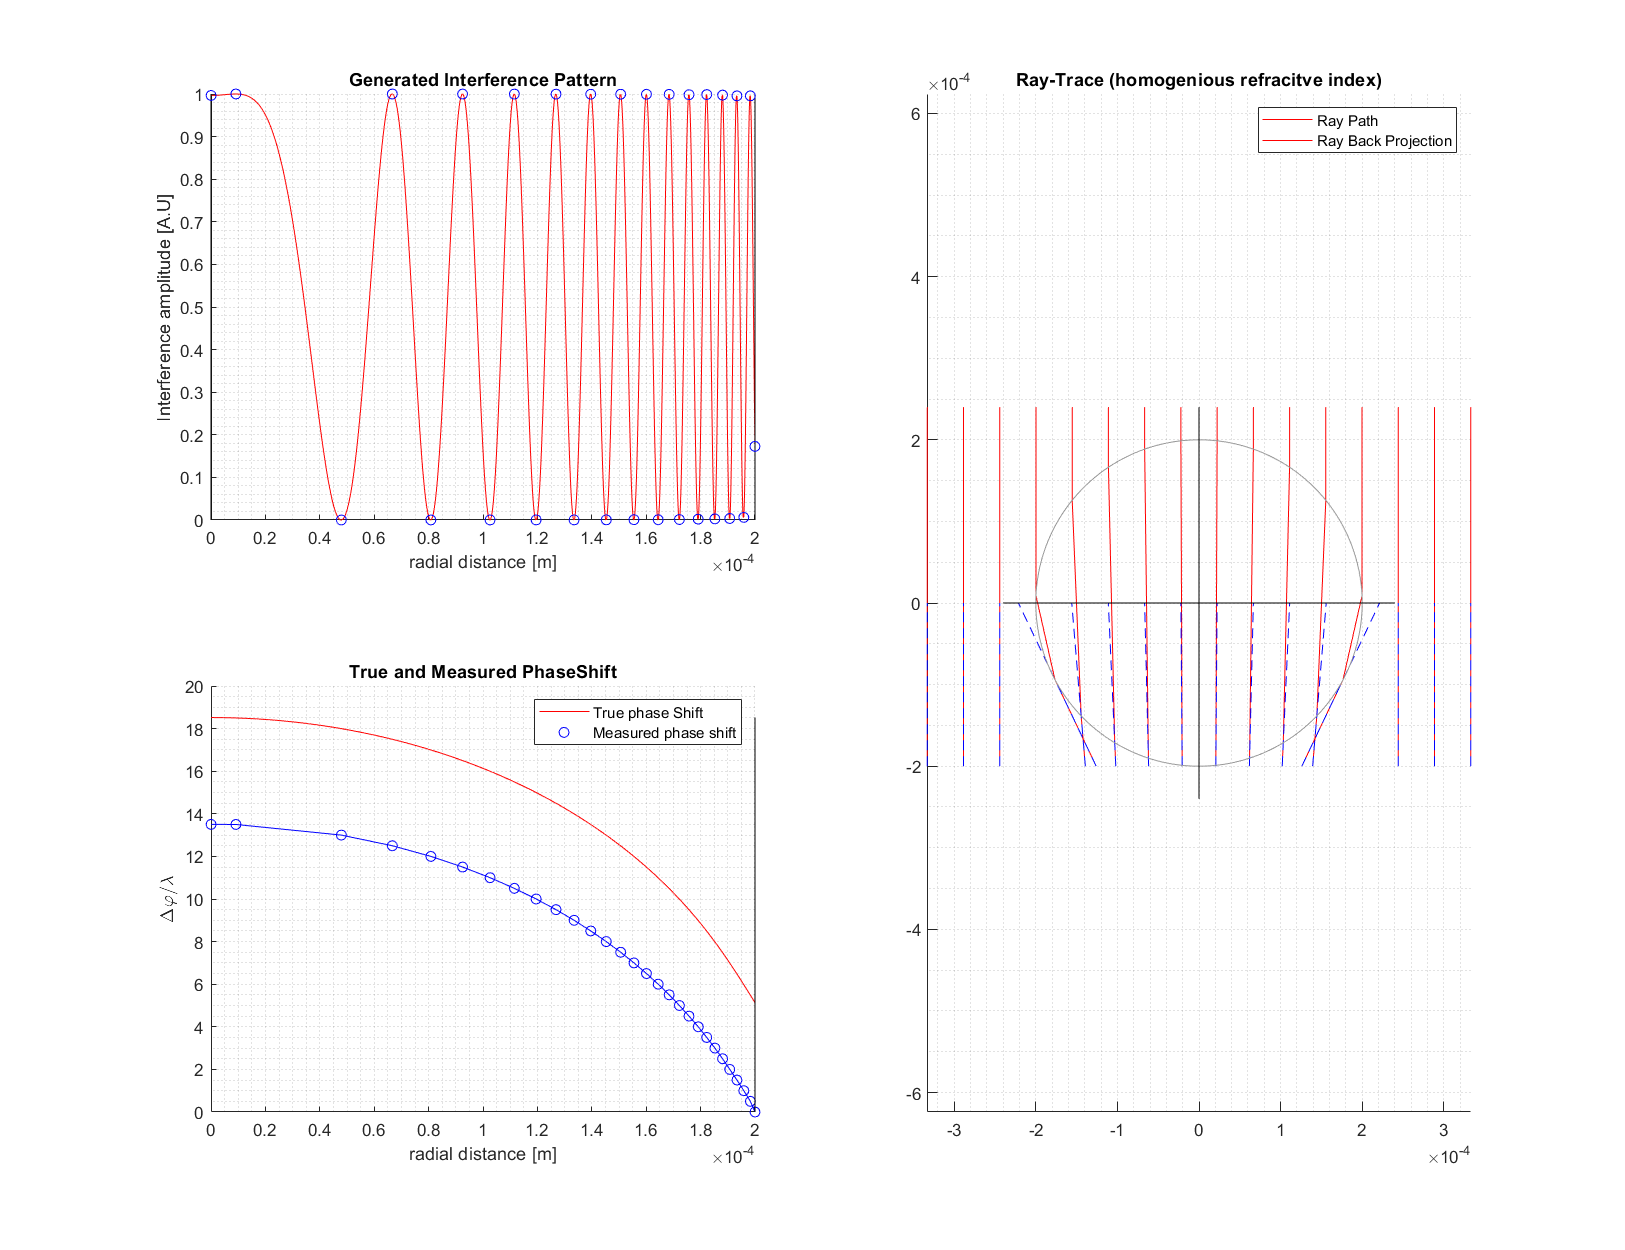 Generated Interference Pattern
1
0.9
0.8
0.7
0.6
0.5
0.4
0.3
0.2
0.1
0
Interference amplitude [A.U]
0 0.2 0.4 0.6 0.8 1 1.2 1.4 1.6 1.8 2
radial distance [m]
×10-4
True and Measured PhaseShift
20
18
16
14
12
10
8
6
4
2
0
Δφ/λ
True phase Shift
Measured phase shift
0 0.2 0.4 0.6 0.8 1 1.2 1.4 1.6 1.8 2
radial distance [m]
×10-4
×10-4
Ray-Trace (homogenious refracitve index)
Ray Path
Ray Back Projection
6
4
2
0
-2
-4
-6
-3 -2 -1 0 1 2 3
×10-4